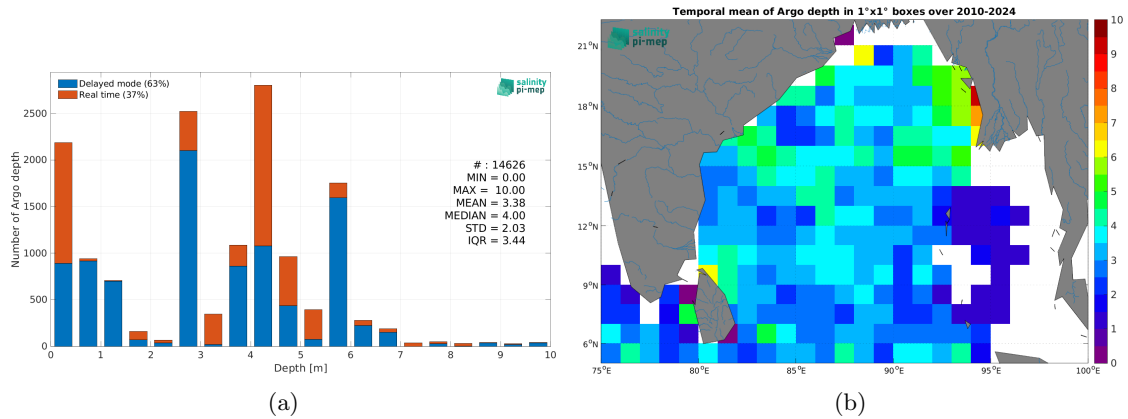 Delayed mode (63%)
Real time (37%)
salinity
pi-mep
# : 14626
MIN = 0.00
MAX = 10.00
MEAN = 3.38
MEDIAN = 4.00
STD = 2.03
IQR = 3.44
Number of Argo depth
2500
2000
1500
1000
500
0
0 1 2 3 4 5 6 7 8 9 10
Depth [m]
(a)
Temporal mean of Argo depth in 1°x1° boxes over 2010-2024
salinity
pi-mep
21°N
18°N
15°N
12°N
9°N
6°N
75°E 80°E 85°E 90°E 95°E 100°E
10
9
8
7
6
5
4
3
2
1
0
(b)